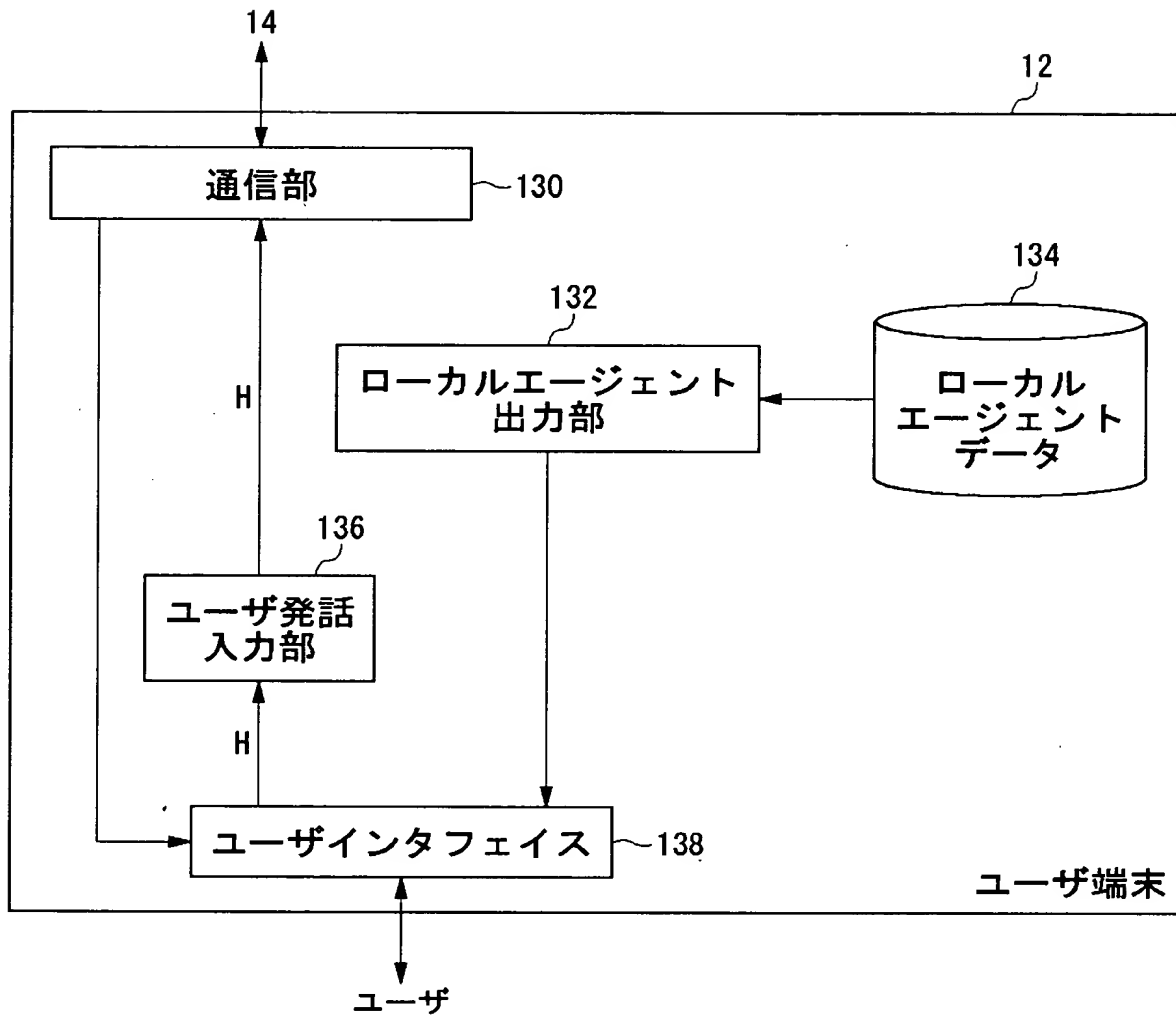 14
12
通信部
130
134
132
ローカルエージェント
出力部
ローカル
エージェント
データ
H
136
ユーザ発話
入力部
H
ユーザインタフェイス
138
ユーザ端末
ユーザ